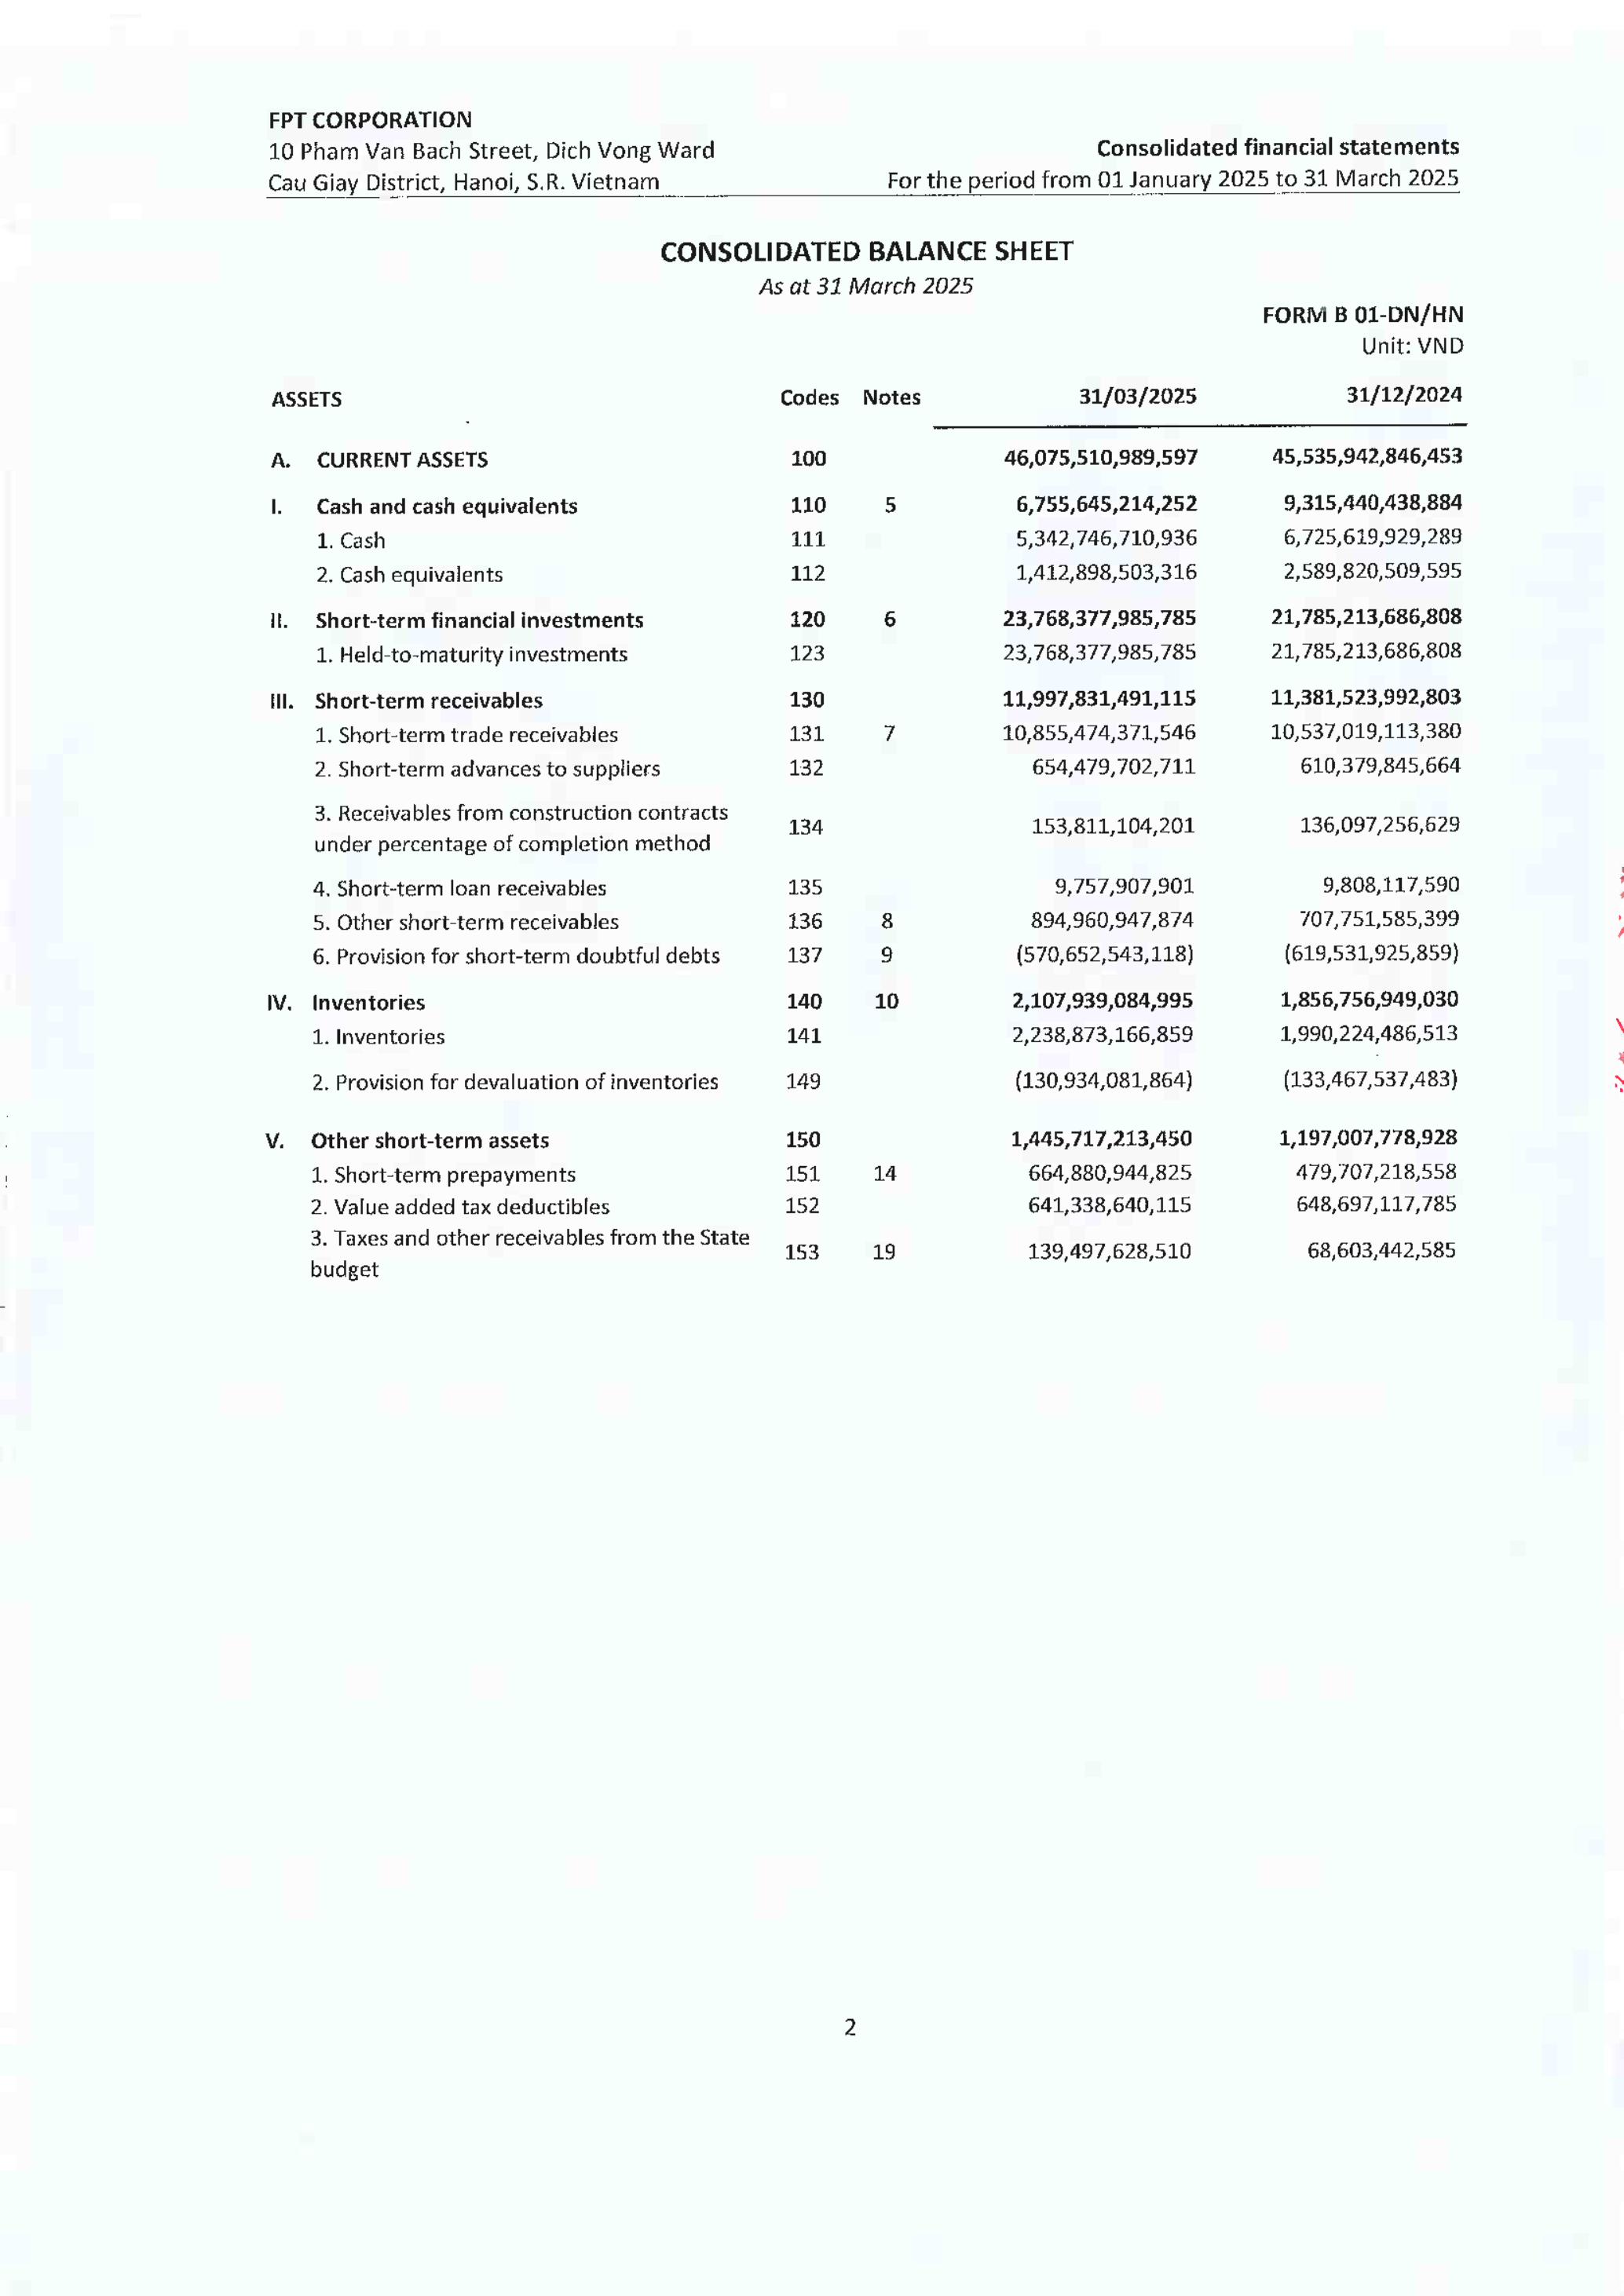 FPT CORPORATION
10 Pham Van Bach Street, Dich Vong Ward
Cau Giay District, Hanoi, S.R. Vietnam
Consolidated financial statements
For the period from 01 January 2025 to 31 March 2025
CONSOLIDATED BALANCE SHEET
As at 31 March 2025
FORM B 01-DN/HN
Unit: VND
ASSETS Codes Notes 31/03/2025 31/12/2024
A. CURRENT ASSETS 100 46,075,510,989,597 45,535,942,846,453
I. Cash and cash equivalents 110 5 6,755,645,214,252 9,315,440,438,884
1. Cash 111 5,342,746,710,936 6,725,619,929,289
2. Cash equivalents 112 1,412,898,503,316 2,589,820,509,595
II. Short-term financial investments 120 6 23,768,377,985,785 21,785,213,686,808
1. Held-to-maturity investments 123 23,768,377,985,785 21,785,213,686,808
III. Short-term receivables 130 11,997,831,491,115 11,381,523,992,803
1. Short-term trade receivables 131 7 10,855,474,371,546 10,537,019,113,380
2. Short-term advances to suppliers 132 654,479,702,711 610,379,845,664
3. Receivables from construction contracts
under percentage of completion method 134 153,811,104,201 136,097,256,629
4. Short-term loan receivables 135 9,757,907,901 9,808,117,590
5. Other short-term receivables 136 8 894,960,947,874 707,751,585,399
6. Provision for short-term doubtful debts 137 9 (570,652,543,118) (619,531,925,859)
IV. Inventories 140 10 2,107,939,084,995 1,856,756,949,030
1. Inventories 141 2,238,873,166,859 1,990,224,486,513
2. Provision for devaluation of inventories 149 (130,934,081,864) (133,467,537,483)
V. Other short-term assets 150 1,445,717,213,450 1,197,007,778,928
1. Short-term prepayments 151 14 664,880,944,825 479,707,218,558
2. Value added tax deductibles 152 641,338,640,115 648,697,117,785
3. Taxes and other receivables from the State
budget 153 19 139,497,628,510 68,603,442,585
2